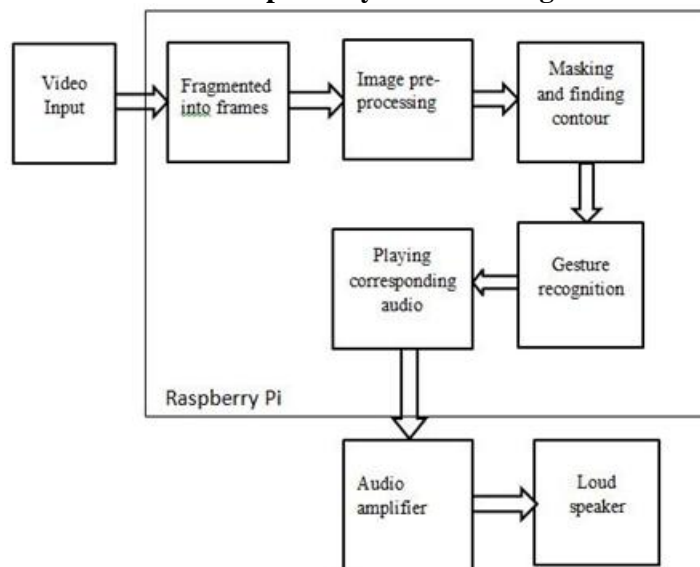 Video
Input
Fragmented
into frames
Image pre-
processing
Masking
and finding
contour
Playing
corresponding
audio
Gesture
recognition
Raspberry Pi
Audio
amplifier
Loud
speaker